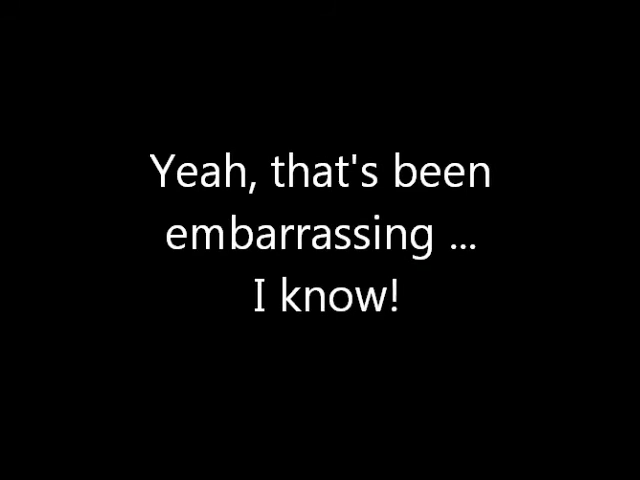 Yeah, that's been
embarrassing ...
I know!